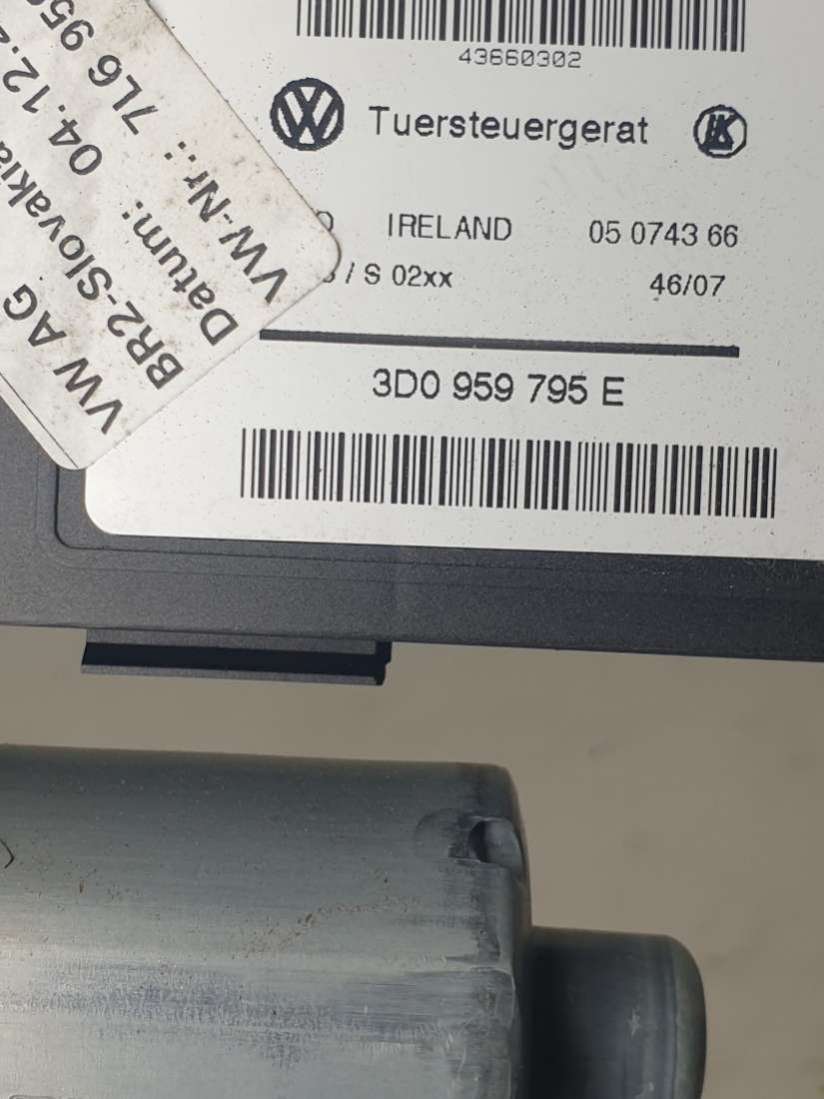 43660302
Tuersteuergerat
IRELAND 05 0743 66
/ S 02xx 46/07
3D0 959 795 E
VW AG
BR2-Slovakia
Datum: 04.12.
VW-Nr.: 7L6 95